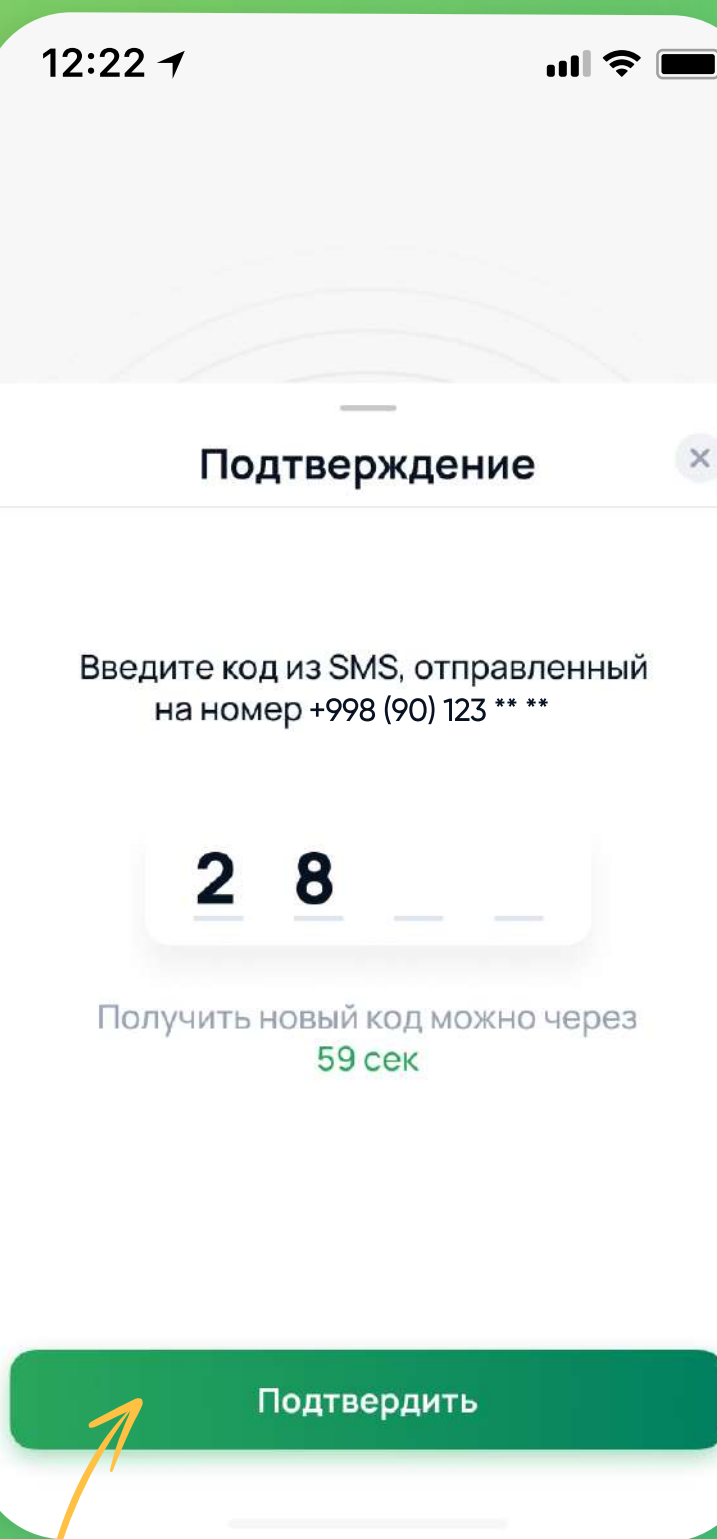 12:22
Подтверждение
Введите код из SMS, отправленный
на номер +998 (90) 123 ** **
2 8
Получить новый код можно через
59 сек
Подтвердить